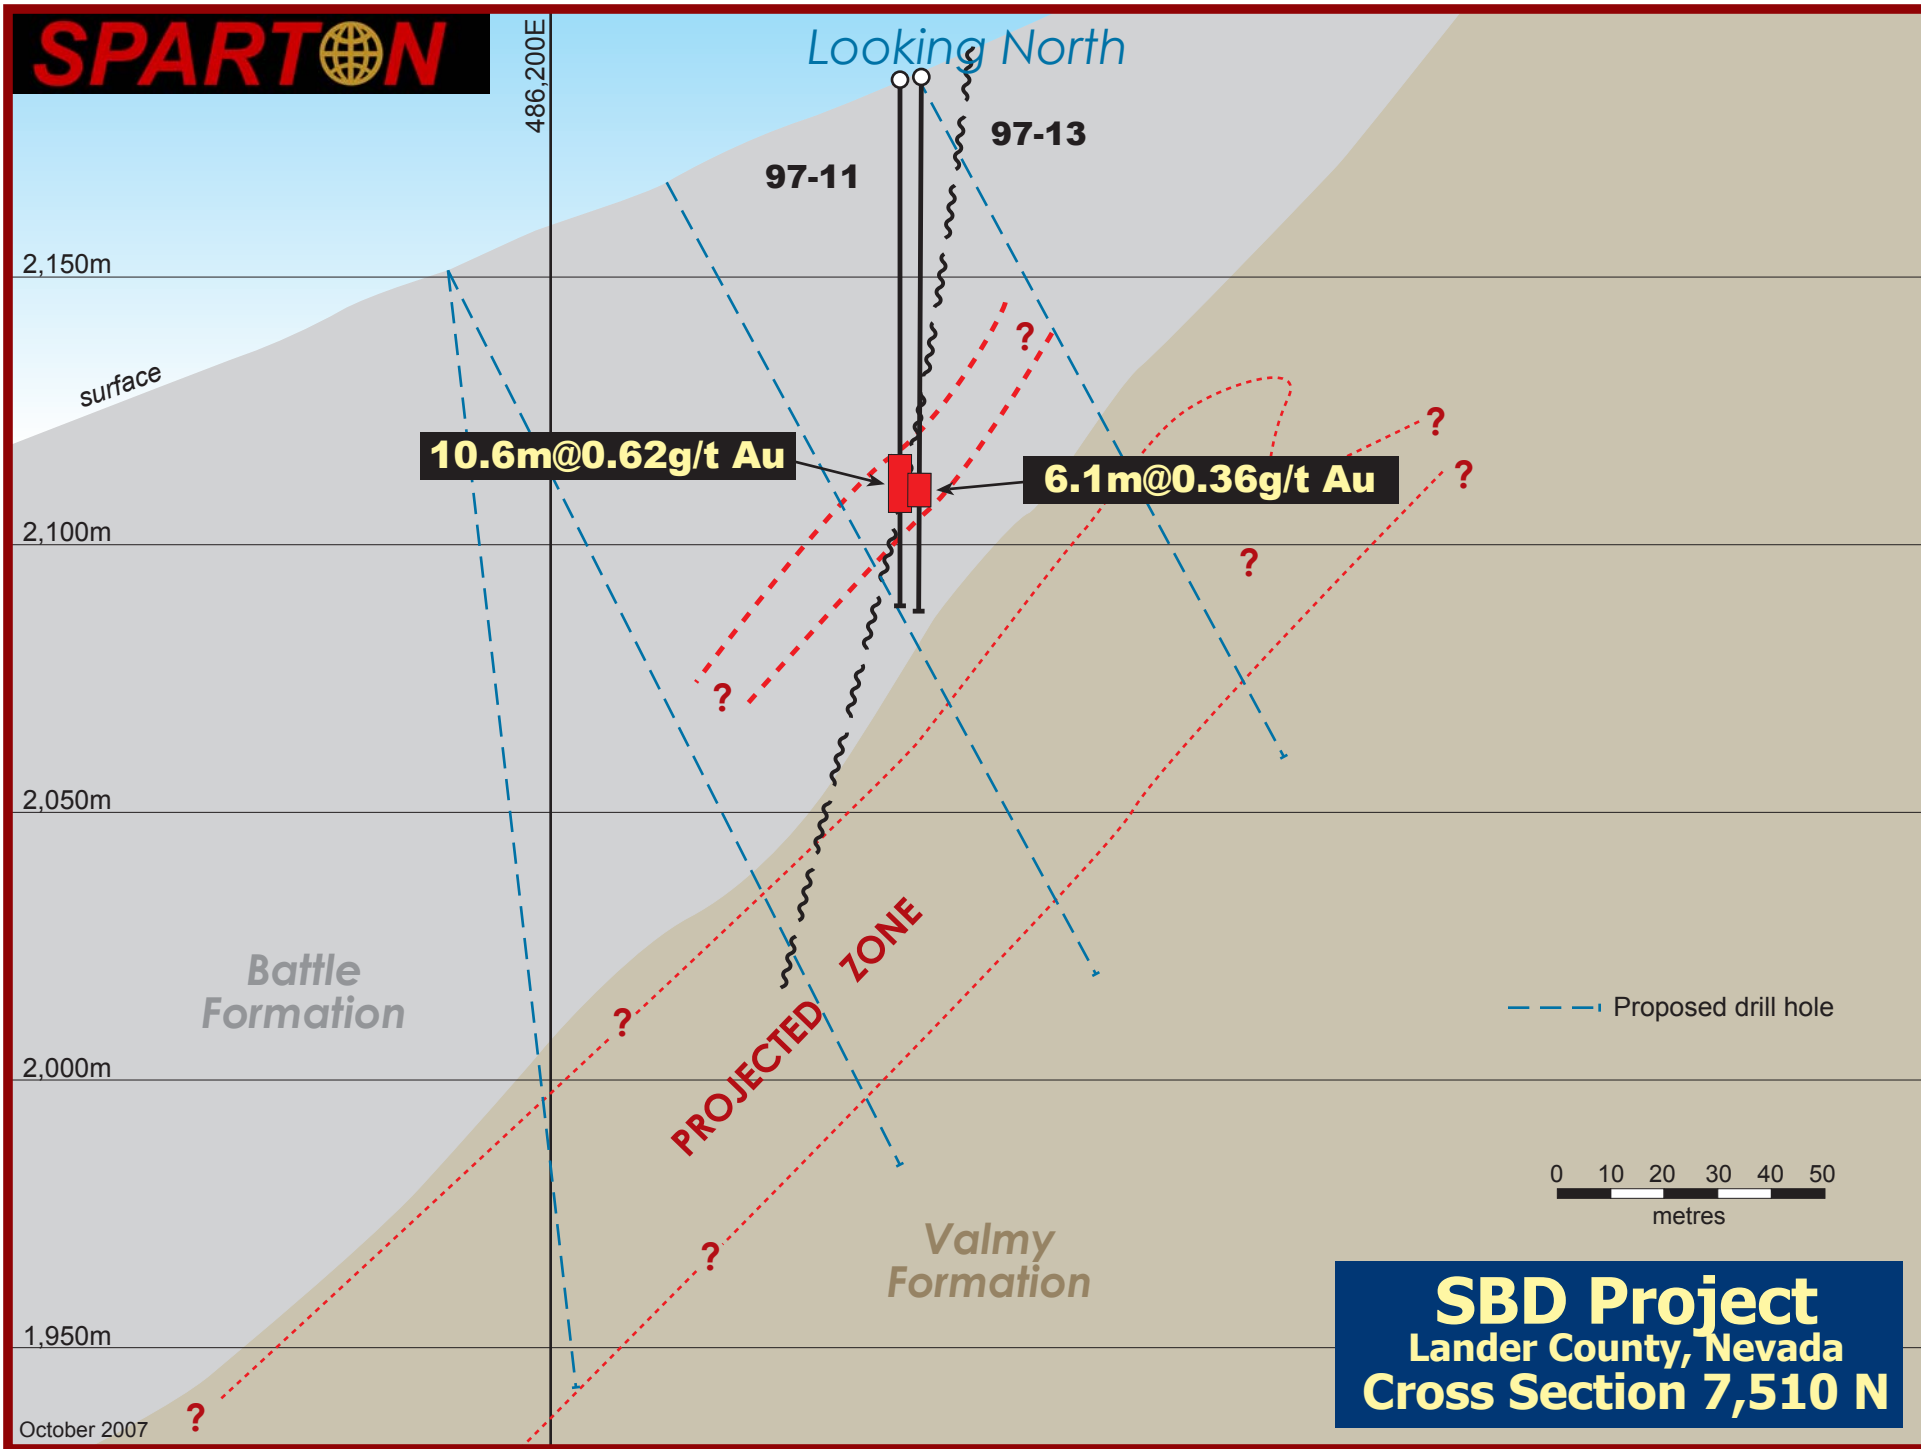 SPARTON
486,200E
Looking North
97-13
97-11
2,150m
surface
10.6m@0.62g/t Au
6.1m@0.36g/t Au
?
?
?
2,100m
?
?
2,050m
PROJECTED ZONE
Battle
Formation
?
Proposed drill hole
2,000m
0 10 20 30 40 50
metres
Valmy
Formation
?
1,950m
?
October 2007
SBD Project
Lander County, Nevada
Cross Section 7,510 N